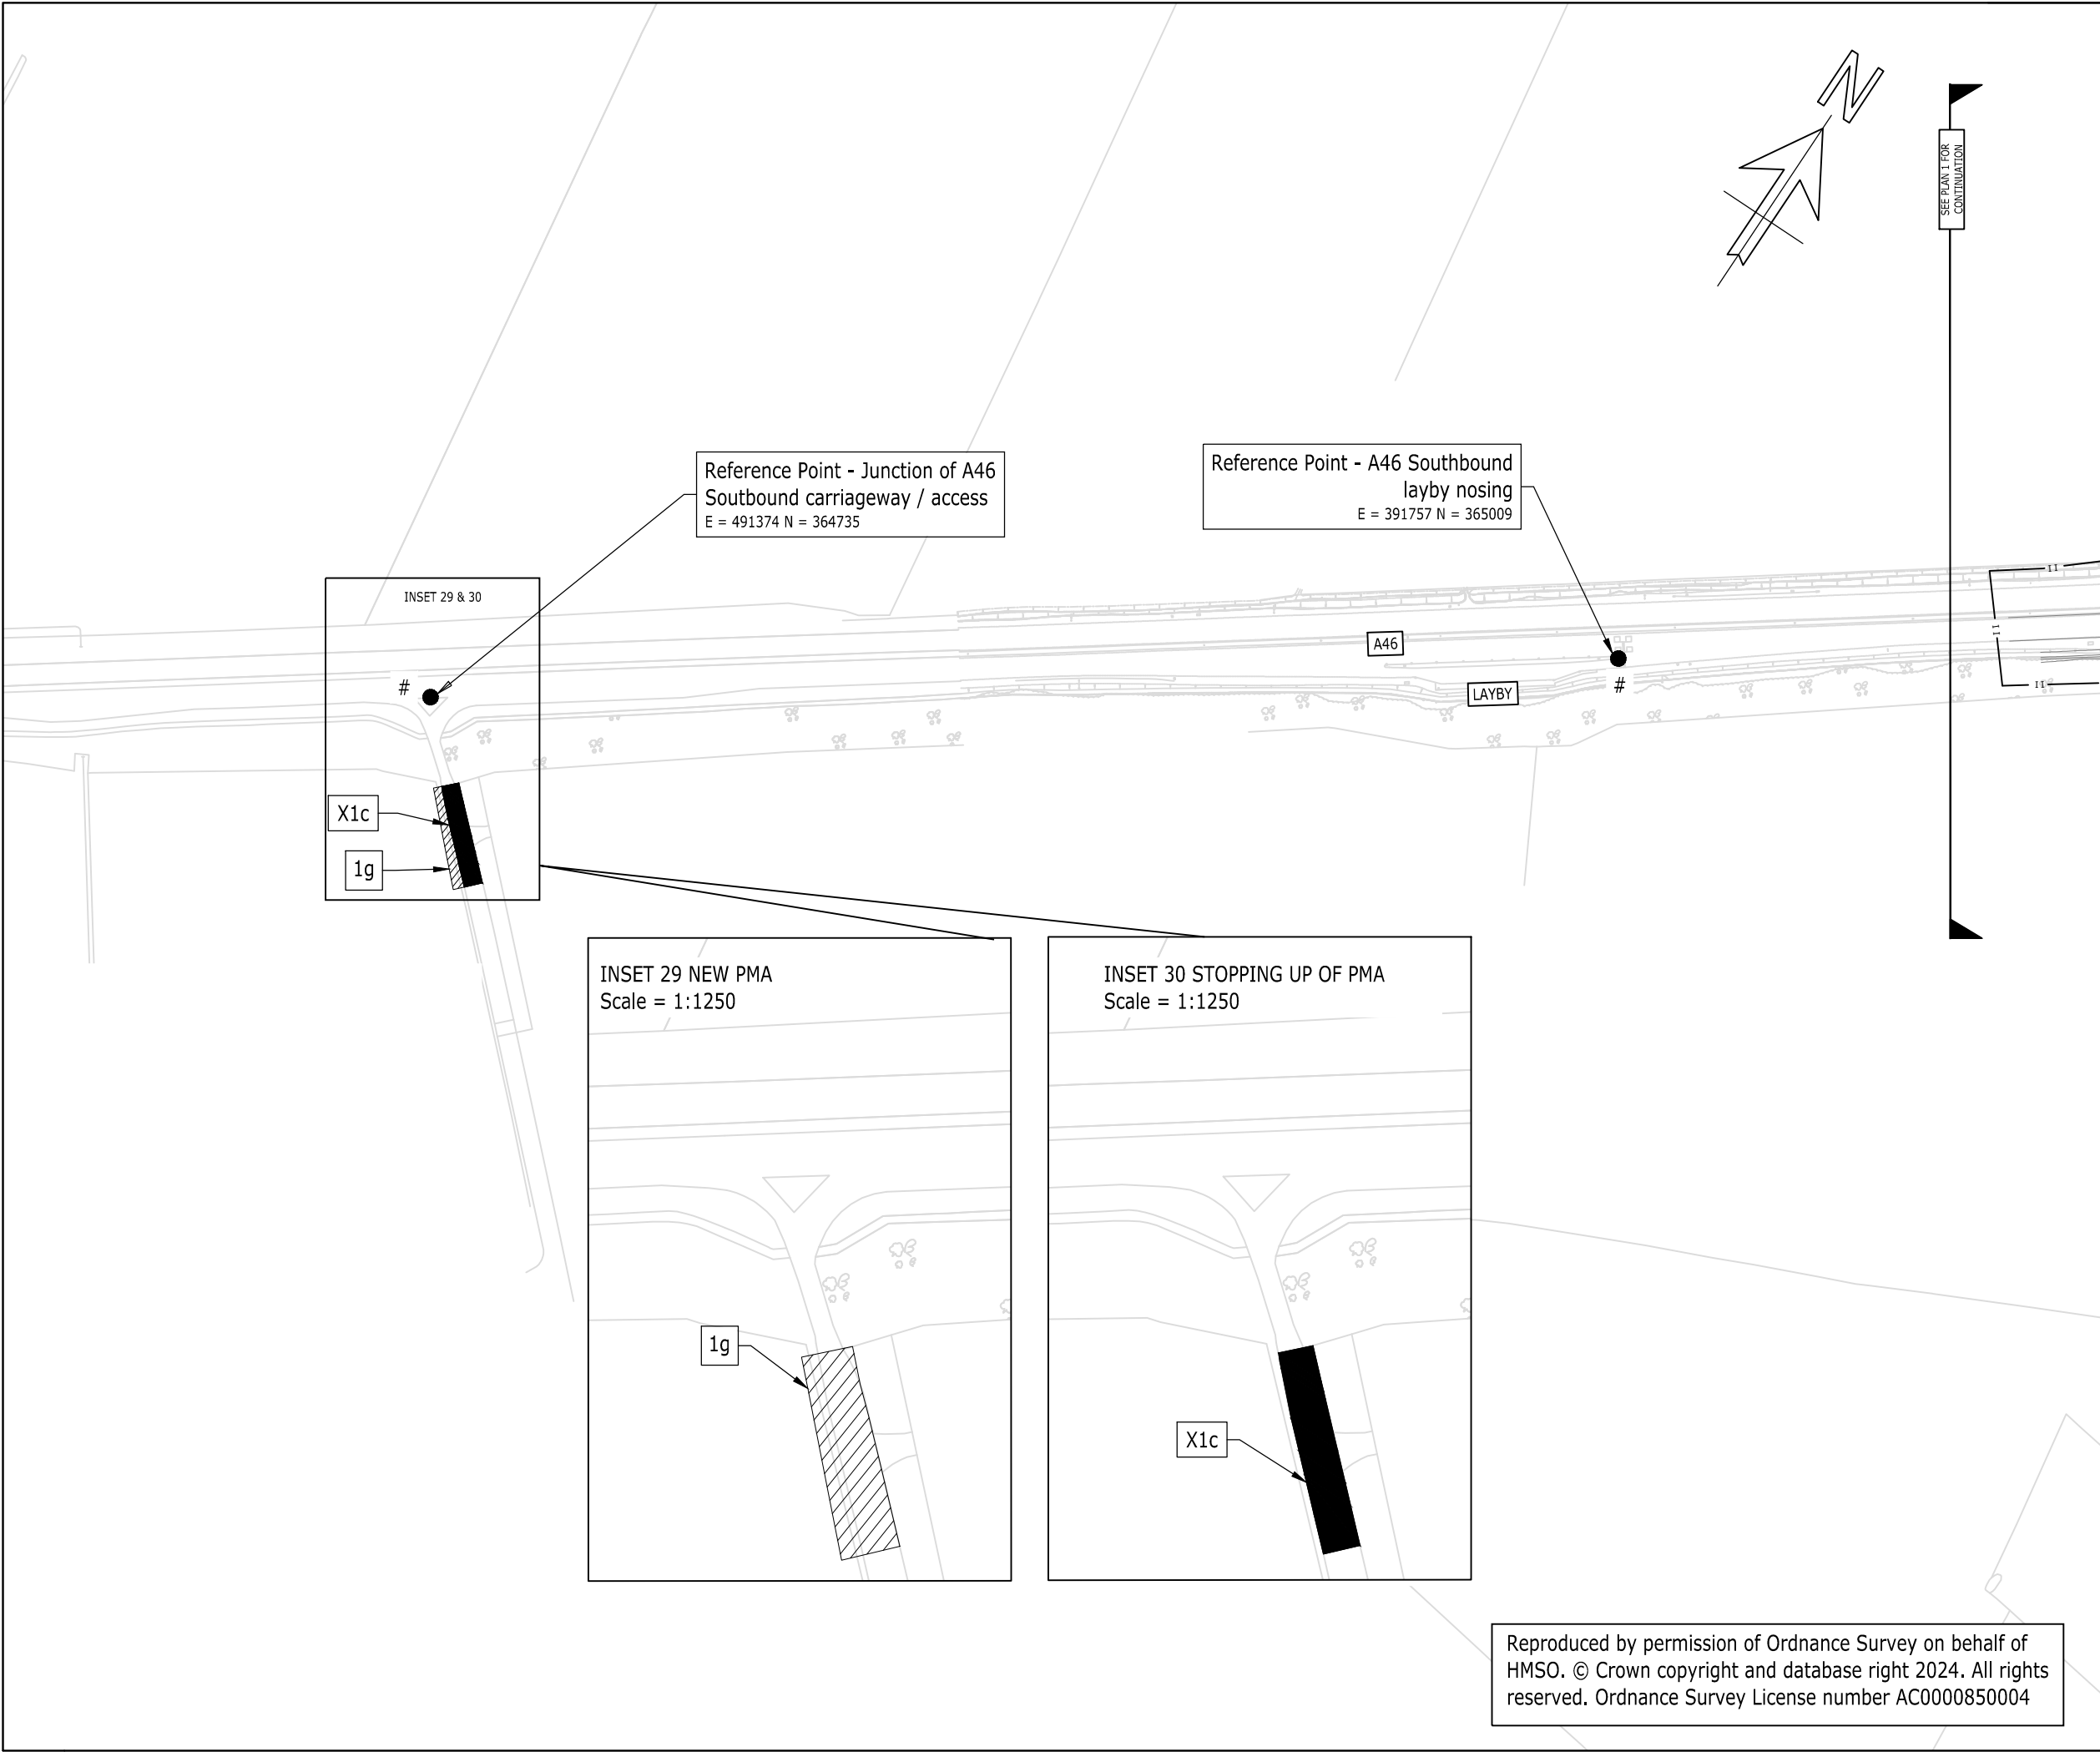 N
SEE PLAN 1 FOR
CONTINUATION
Reference Point - Junction of A46
Soutbound carriageway / access
E = 491374 N = 364735
Reference Point - A46 Southbound
layby nosing
E = 391757 N = 365009
INSET 29 & 30
11
11
11
A46
#
#
LAYBY
X1c
1g
INSET 29 NEW PMA
Scale = 1:1250
1g
INSET 30 STOPPING UP OF PMA
Scale = 1:1250
X1c
Reproduced by permission of Ordnance Survey on behalf of
HMSO. © Crown copyright and database right 2024. All rights
reserved. Ordnance Survey License number AC0000850004